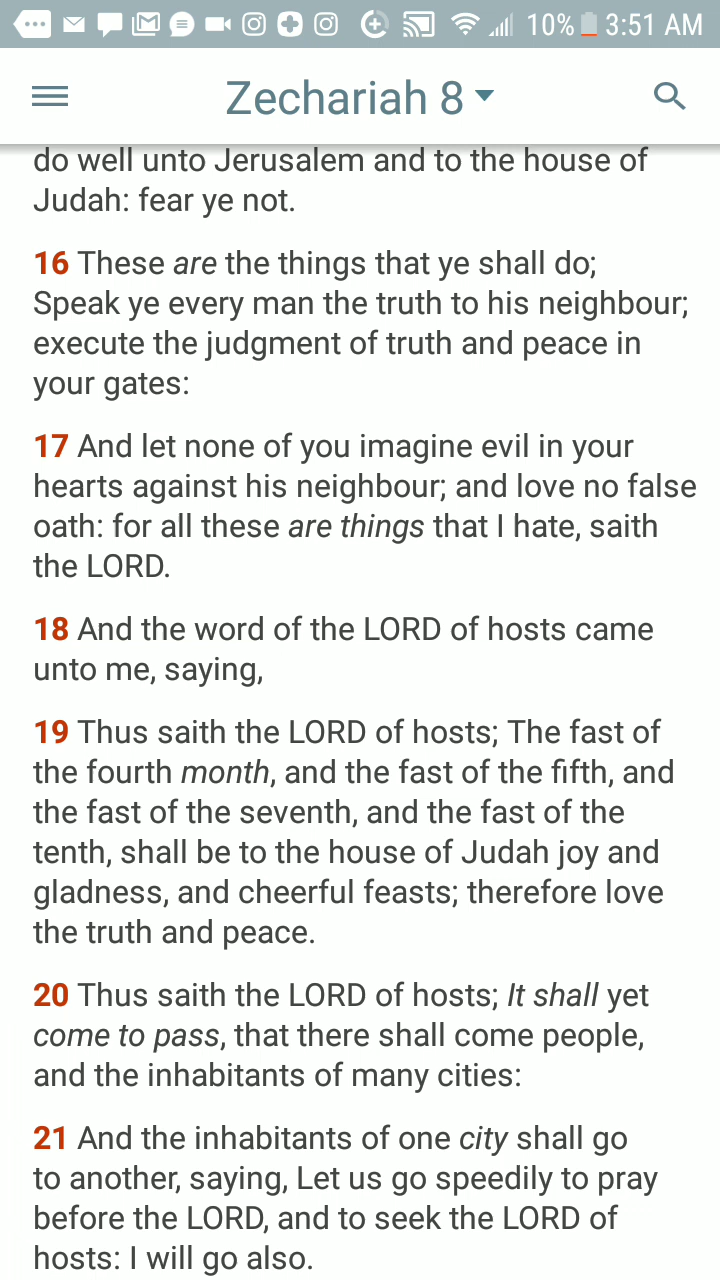 10% 3:51 AM
Zechariah 8
do well unto Jerusalem and to the house of
Judah: fear ye not.
16 These are the things that ye shall do;
Speak ye every man the truth to his neighbour;
execute the judgment of truth and peace in
your gates:
17 And let none of you imagine evil in your
hearts against his neighbour; and love no false
oath: for all these are things that I hate, saith
the LORD.
18 And the word of the LORD of hosts came
unto me, saying,
19 Thus saith the LORD of hosts; The fast of
the fourth month, and the fast of the fifth, and
the fast of the seventh, and the fast of the
tenth, shall be to the house of Judah joy and
gladness, and cheerful feasts; therefore love
the truth and peace.
20 Thus saith the LORD of hosts; It shall yet
come to pass, that there shall come people,
and the inhabitants of many cities:
21 And the inhabitants of one city shall go
to another, saying, Let us go speedily to pray
before the LORD, and to seek the LORD of
hosts: I will go also.